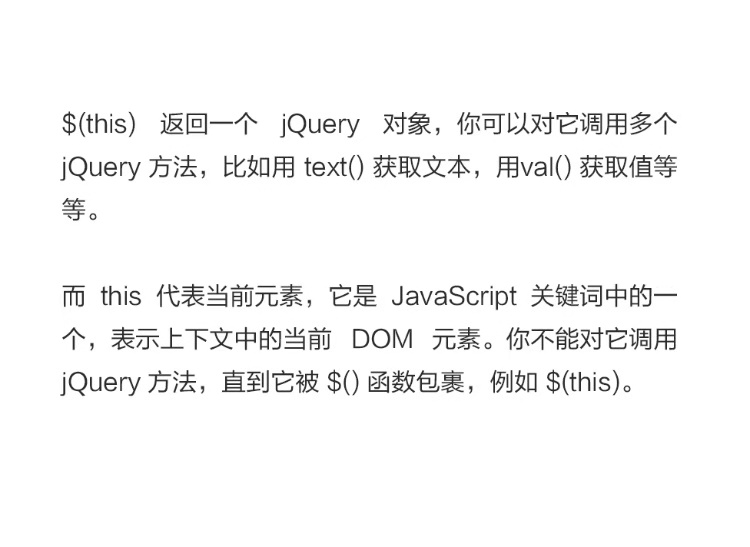 $(this) 返回一个 jQuery 对象，你可以对它调用多个
jQuery 方法，比如用 text() 获取文本，用val() 获取值等
等。
而 this 代表当前元素，它是 JavaScript 关键词中的一
个，表示上下文中的当前 DOM 元素。你不能对它调用
jQuery 方法，直到它被 $() 函数包裹，例如 $(this)。